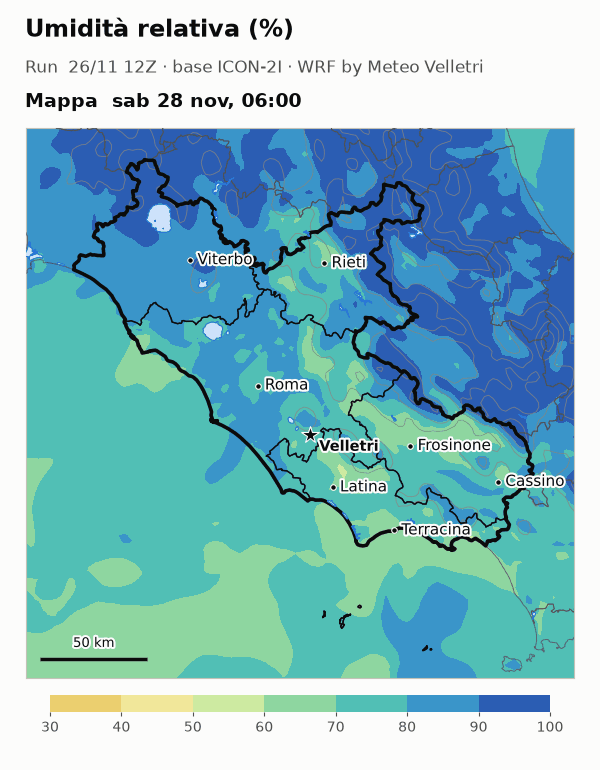 Umidità relativa (%)
Run  26/11 12Z · base ICON-2I · WRF by Meteo Velletri
Mappa  sab 28 nov, 06:00
Viterbo
Rieti
Roma
Velletri
Frosinone
Cassino
Latina
Terracina
50 km
30 40 50 60 70 80 90 100